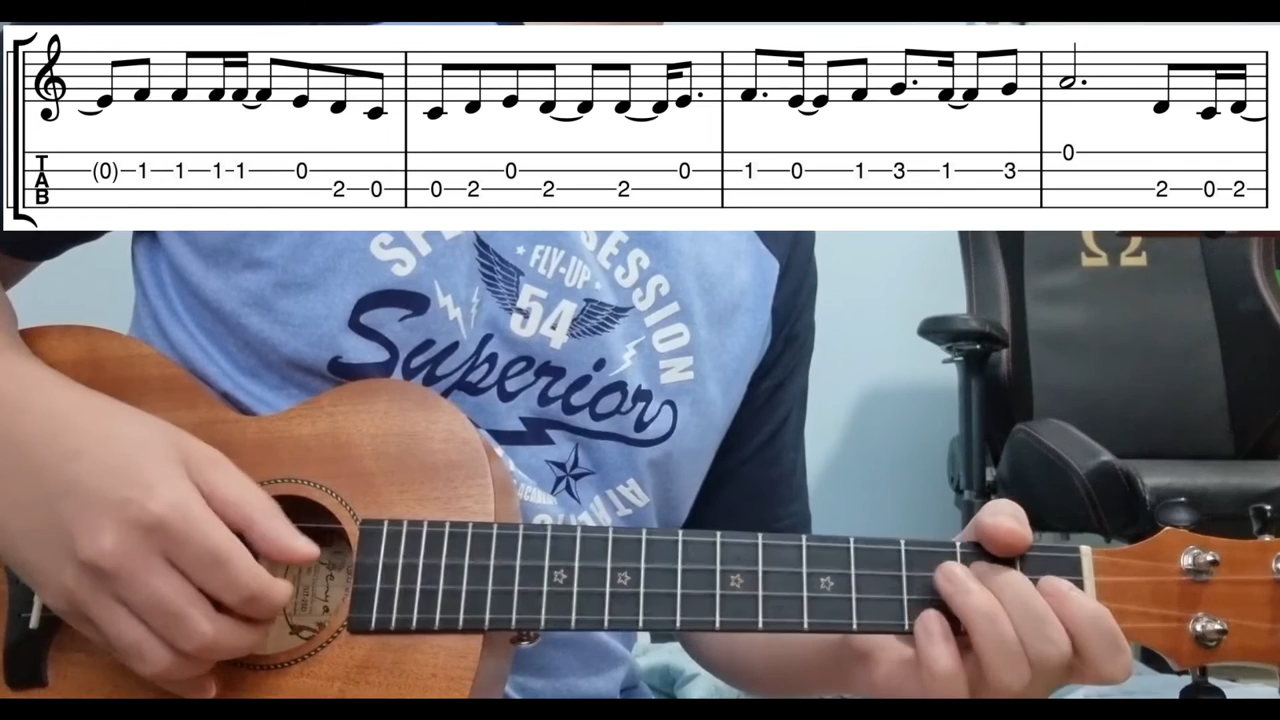 0
T (0) 1 1 1 1 0 0 0 1 0 1 3 1 3
A 2 0 0 2 2 2 2 0 2
B
Ω
FLY-UP
54
Superior